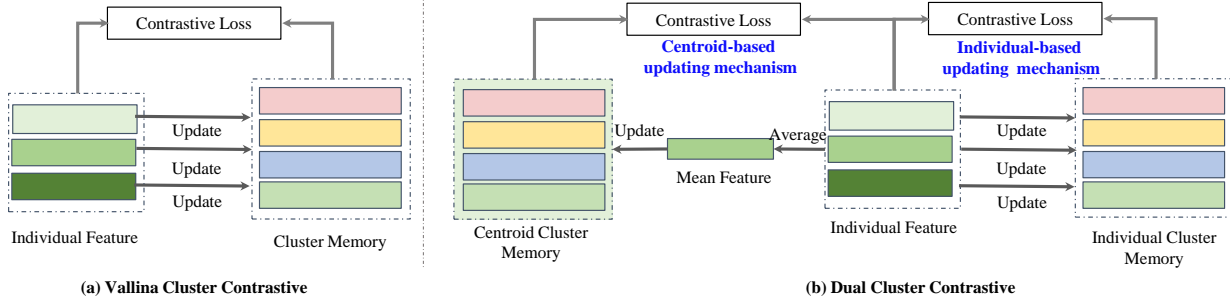 Contrastive Loss
Update
Update
Update
Individual Feature
Cluster Memory
(a) Vallina Cluster Contrastive
Contrastive Loss
Contrastive Loss
Centroid-based
updating mechanism
Individual-based
updating mechanism
Update
Average
Mean Feature
Update
Update
Update
Centroid Cluster
Memory
Individual Feature
Individual Cluster
Memory
(b) Dual Cluster Contrastive